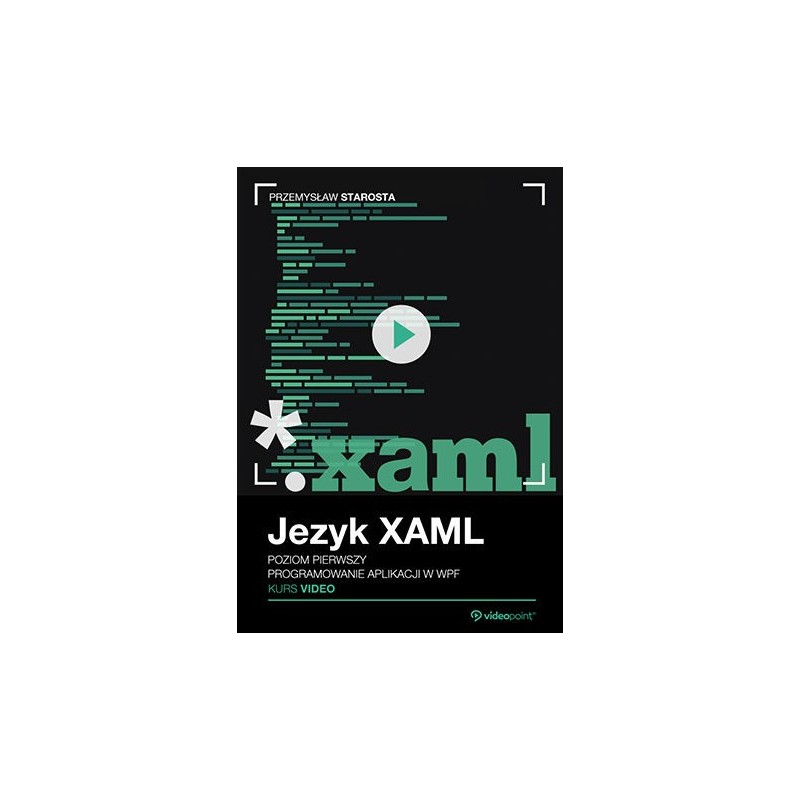 PRZEMYSŁAW STAROSTA
*.xaml
Jezyk XAML
POZIOM PIERWSZY
PROGRAMOWANIE APLIKACJI W WPF
KURS VIDEO
videopoint